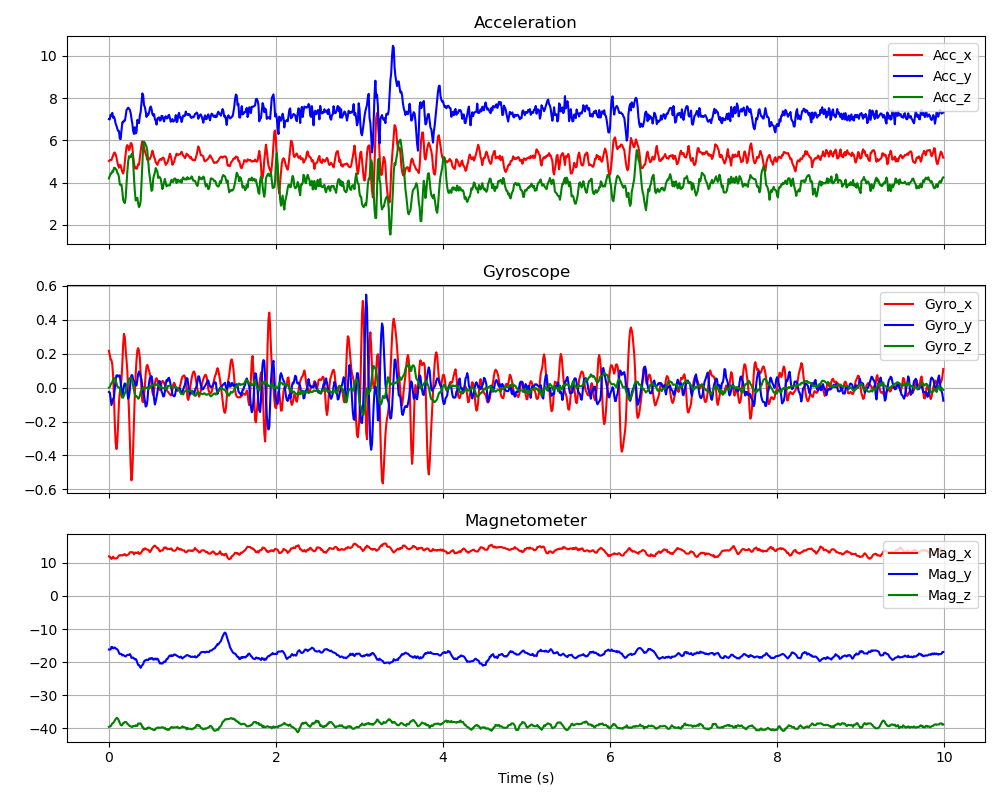 Acceleration
10
8
6
4
2
Acc_x
Acc_y
Acc_z
Gyroscope
0.6
0.4
0.2
0.0
−0.2
−0.4
−0.6
Gyro_x
Gyro_y
Gyro_z
Magnetometer
10
0
−10
−20
−30
−40
Mag_x
Mag_y
Mag_z
0 2 4 6 8 10
Time (s)